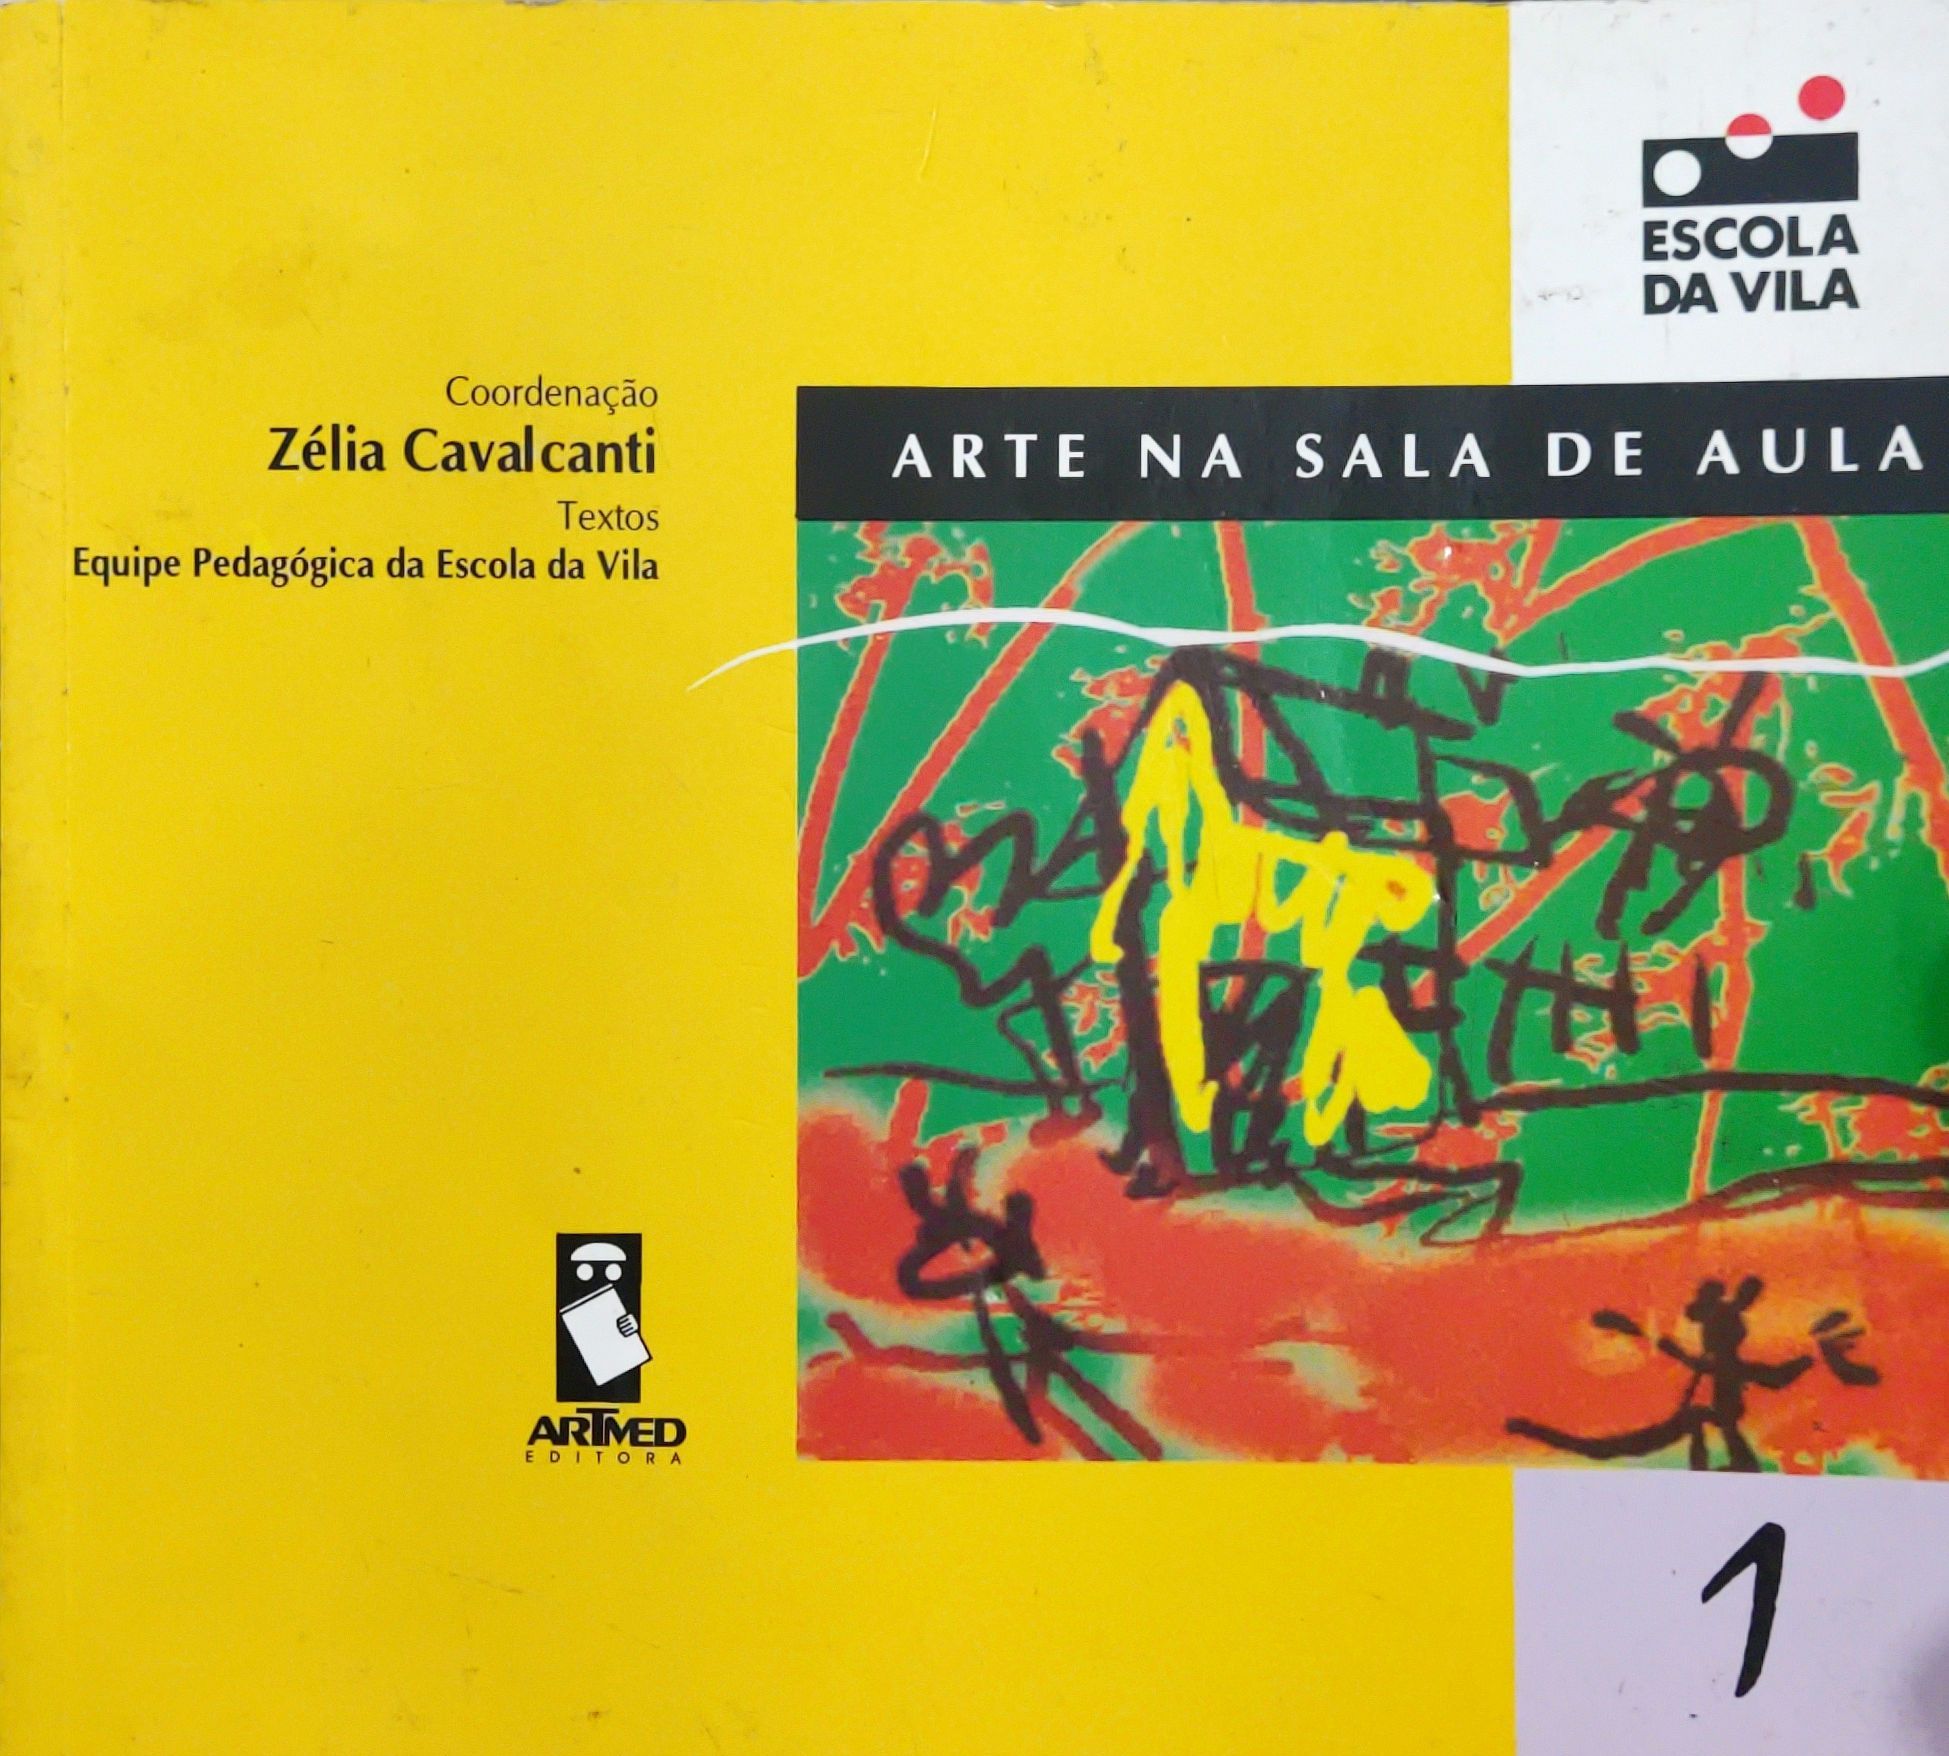 ESCOLA
DA VILA
Coordenação
Zélia Cavalcanti
Textos
Equipe Pedagógica da Escola da Vila
ARTE NA SALA DE AULA
ARTMED
EDITORA
1